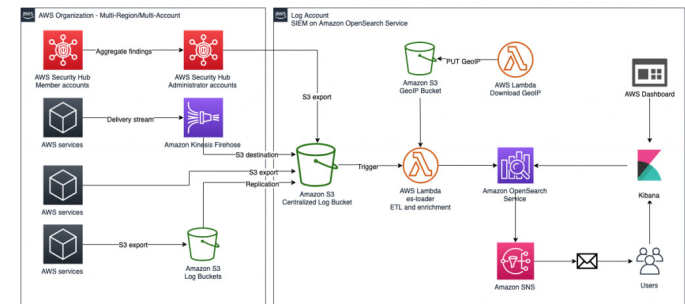 aws
AWS Organization - Multi-Region/Multi-Account
AWS Security Hub
Member accounts
Aggregate findings
AWS Security Hub
Administrator accounts
S3 export
AWS services
Delivery stream
Amazon Kinesis Firehose
S3 destination
AWS services
S3 export
Replication
AWS services
S3 export
Amazon S3
Log Buckets
aws
Log Account
SIEM on Amazon OpenSearch Service
Amazon S3
GeoIP Bucket
PUT GeoIP
AWS Lambda
Download GeoIP
AWS Dashboard
Amazon S3
Centralized Log Bucket
Trigger
AWS Lambda
es-loader
ETL and enrichment
Amazon OpenSearch
Service
Kibana
Amazon SNS
Users